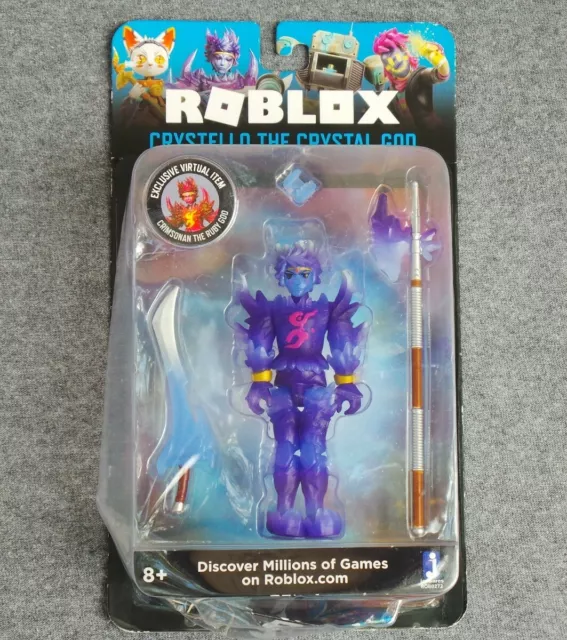 ROBLOX
CRYSTELLO THE CRYSTAL GOD
EXCLUSIVE VIRTUAL ITEM
CRIMSONAN THE RUBY GOD
8+
Discover Millions of Games
on Roblox.com